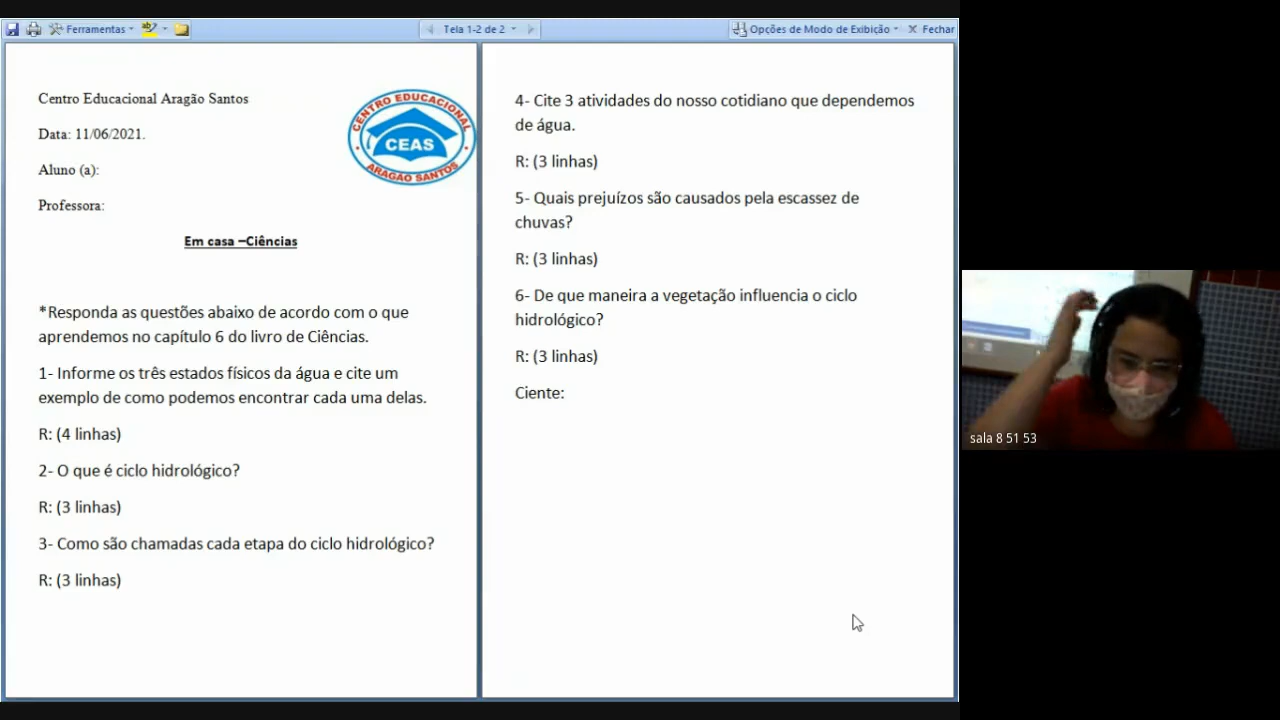 Ferramentas
Tela 1-2 de 2
Opções de Modo de Exibição
Fechar
Centro Educacional Aragão Santos
Data: 11/06/2021.
Aluno (a):
Professora:
CENTRO EDUCACIONAL
CEAS
ARAGÃO SANTOS
Em casa –Ciências
*Responda as questões abaixo de acordo com o que
aprendemos no capítulo 6 do livro de Ciências.
1- Informe os três estados físicos da água e cite um
exemplo de como podemos encontrar cada uma delas.
R: (4 linhas)
2- O que é ciclo hidrológico?
R: (3 linhas)
3- Como são chamadas cada etapa do ciclo hidrológico?
R: (3 linhas)
4- Cite 3 atividades do nosso cotidiano que dependemos
de água.
R: (3 linhas)
5- Quais prejuízos são causados pela escassez de
chuvas?
R: (3 linhas)
6- De que maneira a vegetação influencia o ciclo
hidrológico?
R: (3 linhas)
Ciente:
sala 8 51 53